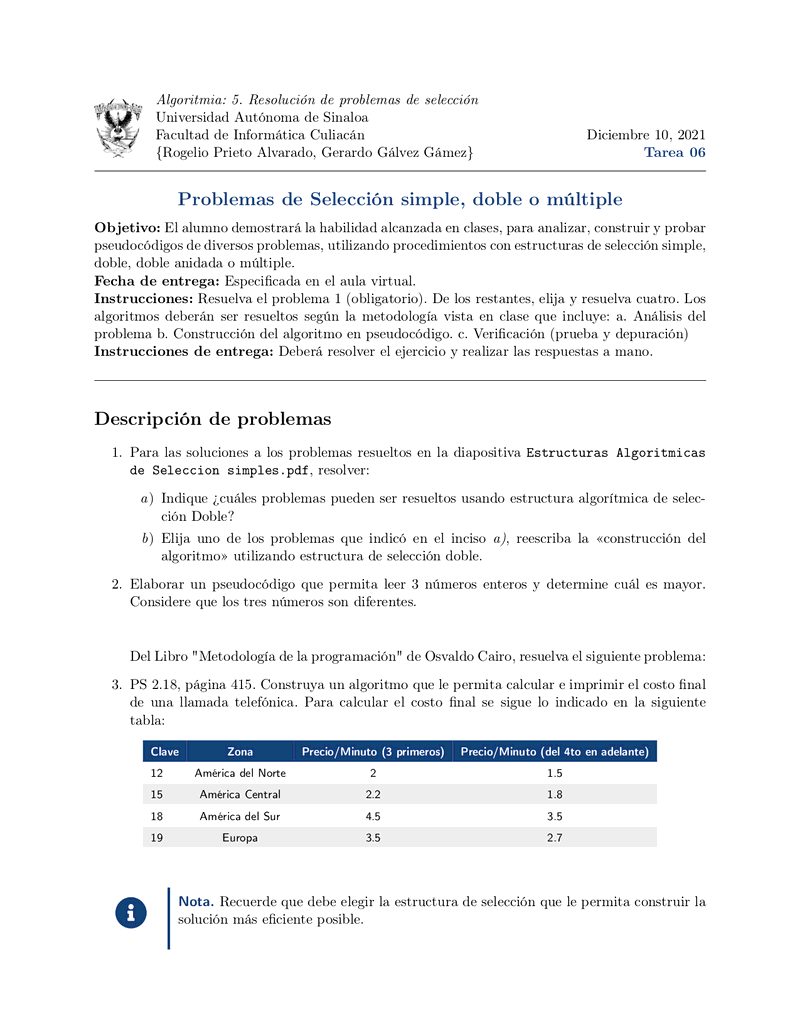 Algoritmia: 5. Resolución de problemas de selección
Universidad Autónoma de Sinaloa
Facultad de Informática Culiacán
Diciembre 10, 2021
{Rogelio Prieto Alvarado, Gerardo Gálvez Gámez}
Tarea 06
Problemas de Selección simple, doble o múltiple
Objetivo: El alumno demostrará la habilidad alcanzada en clases, para analizar, construir y probar
pseudocódigos de diversos problemas, utilizando procedimientos con estructuras de selección simple,
doble, doble anidada o múltiple.
Fecha de entrega: Especificada en el aula virtual.
Instrucciones: Resuelva el problema 1 (obligatorio). De los restantes, elija y resuelva cuatro. Los
algoritmos deberán ser resueltos según la metodología vista en clase que incluye: a. Análisis del
problema b. Construcción del algoritmo en pseudocódigo. c. Verificación (prueba y depuración)
Instrucciones de entrega: Deberá resolver el ejercicio y realizar las respuestas a mano.
Descripción de problemas
1. Para las soluciones a los problemas resueltos en la diapositiva Estructuras Algoritmicas
de Seleccion simples.pdf, resolver:
a) Indique ¿cuáles problemas pueden ser resueltos usando estructura algorítmica de selec-
ción Doble?
b) Elija uno de los problemas que indicó en el inciso a), reescriba la «construcción del
algoritmo» utilizando estructura de selección doble.
2. Elaborar un pseudocódigo que permita leer 3 números enteros y determine cuál es mayor.
Considere que los tres números son diferentes.
Del Libro "Metodología de la programación" de Osvaldo Cairo, resuelva el siguiente problema:
3. PS 2.18, página 415. Construya un algoritmo que le permita calcular e imprimir el costo final
de una llamada telefónica. Para calcular el costo final se sigue lo indicado en la siguiente
tabla:
Clave Zona Precio/Minuto (3 primeros) Precio/Minuto (del 4to en adelante)
12 América del Norte 2 1.5
15 América Central 2.2 1.8
18 América del Sur 4.5 3.5
19 Europa 3.5 2.7
Nota. Recuerde que debe elegir la estructura de selección que le permita construir la
solución más eficiente posible.